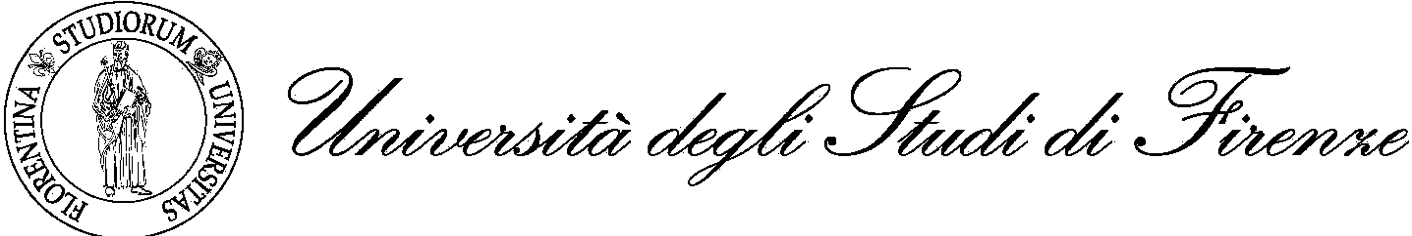 FLORENTINA STUDIORUM UNIVERSITAS
Università degli Studi di Firenze